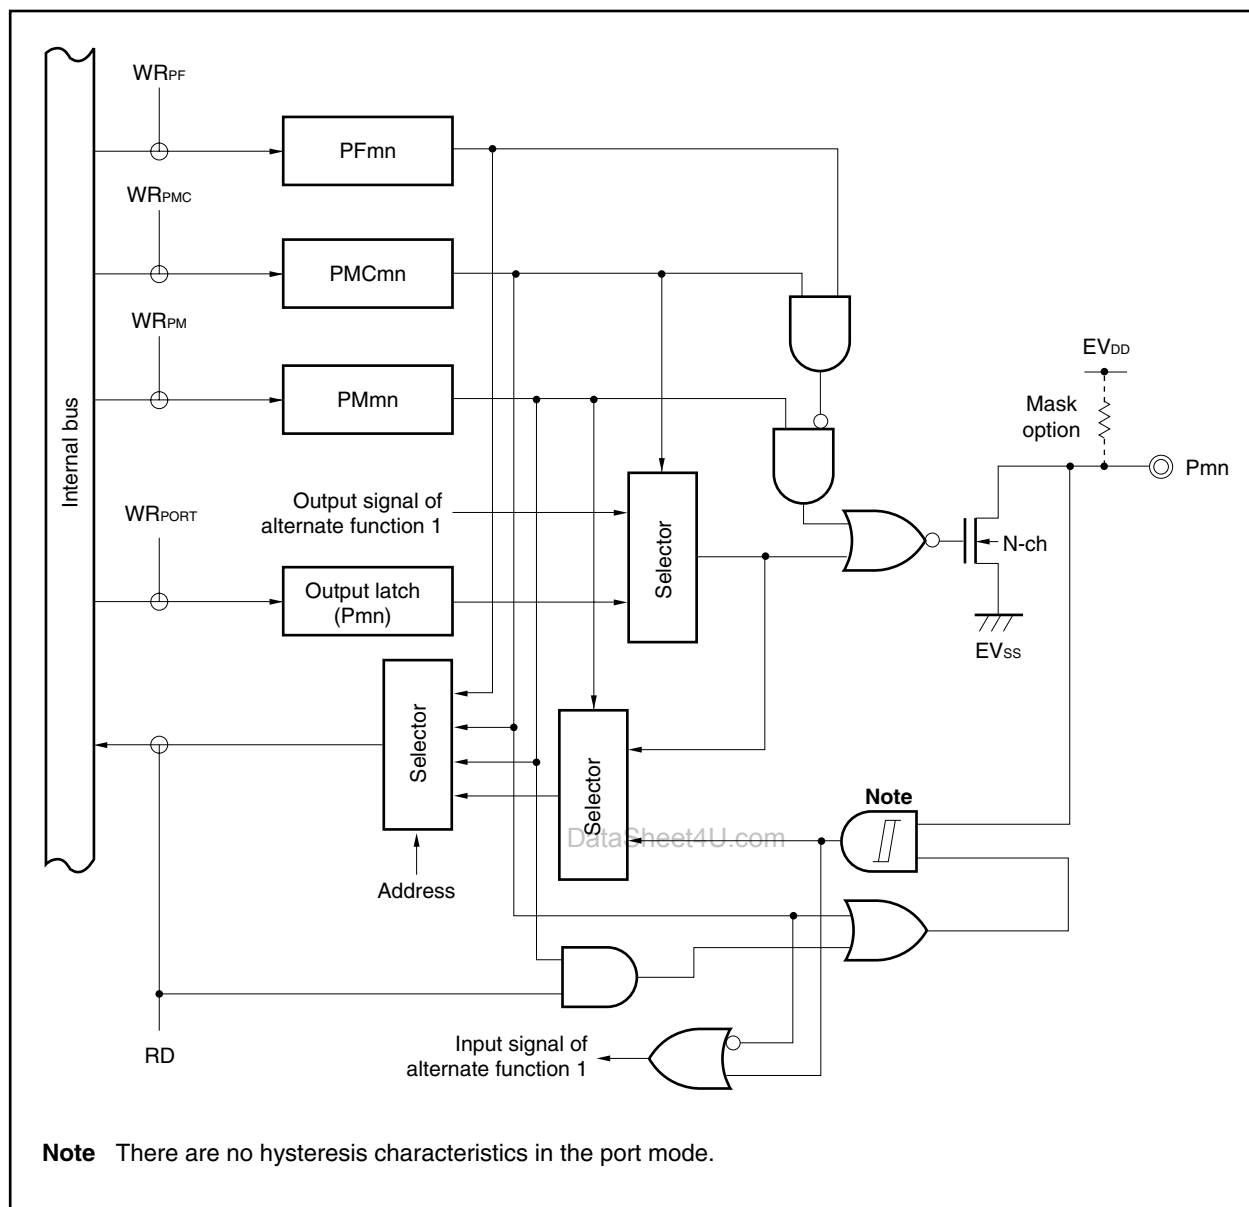 WRPF
PFmn
WRPMC
PMCmn
WRPM
PMmn
EVDD
Mask
option
Pmn
Internal bus
Output signal of
alternate function 1
WRPORT
Selector
N-ch
Output latch
(Pmn)
EVSS
Selector
Selector
Note
DataSheet4U.com
Address
RD
Input signal of
alternate function 1
Note There are no hysteresis characteristics in the port mode.